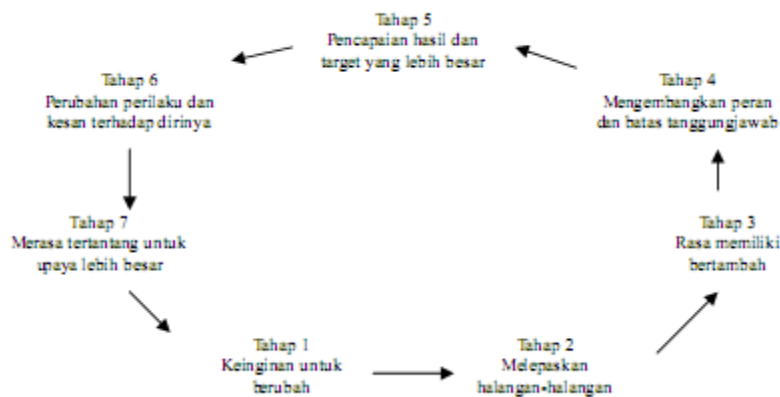 Tahap 5
Pencapaian hasil dan
target yang lebih besar
Tahap 6
Perubahan perilaku dan
kesan terhadap dirinya
Tahap 4
Mengembangkan peran
dan batas tanggungjawab
Tahap 7
Merasa tertantang untuk
upaya lebih besar
Tahap 3
Rasa memiliki
bertambah
Tahap 1
Keinginan untuk
berubah
Tahap 2
Melepaskan
halangan-halangan